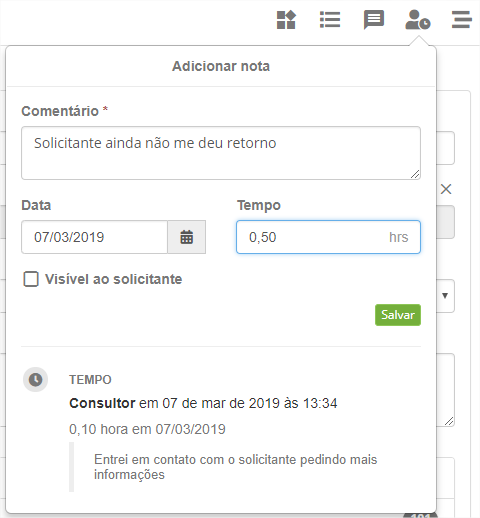 Adicionar nota
Comentário *
Solicitante ainda não me deu retorno
Data Tempo
07/03/2019 0,50 hrs
Visível ao solicitante
Salvar
TEMPO
Consultor em 07 de mar de 2019 às 13:34
0,10 hora em 07/03/2019
Entrei em contato com o solicitante pedindo mais
informações